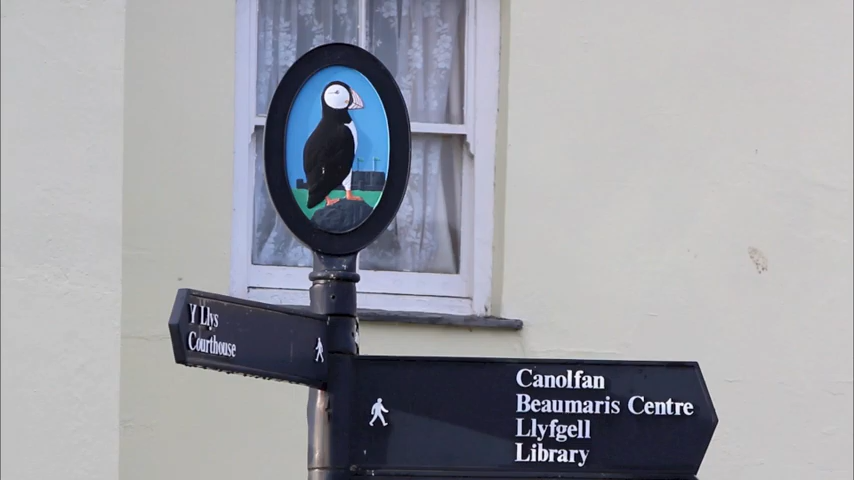 Y Llys
Courthouse
Canolfan
Beaumaris Centre
Llyfgell
Library